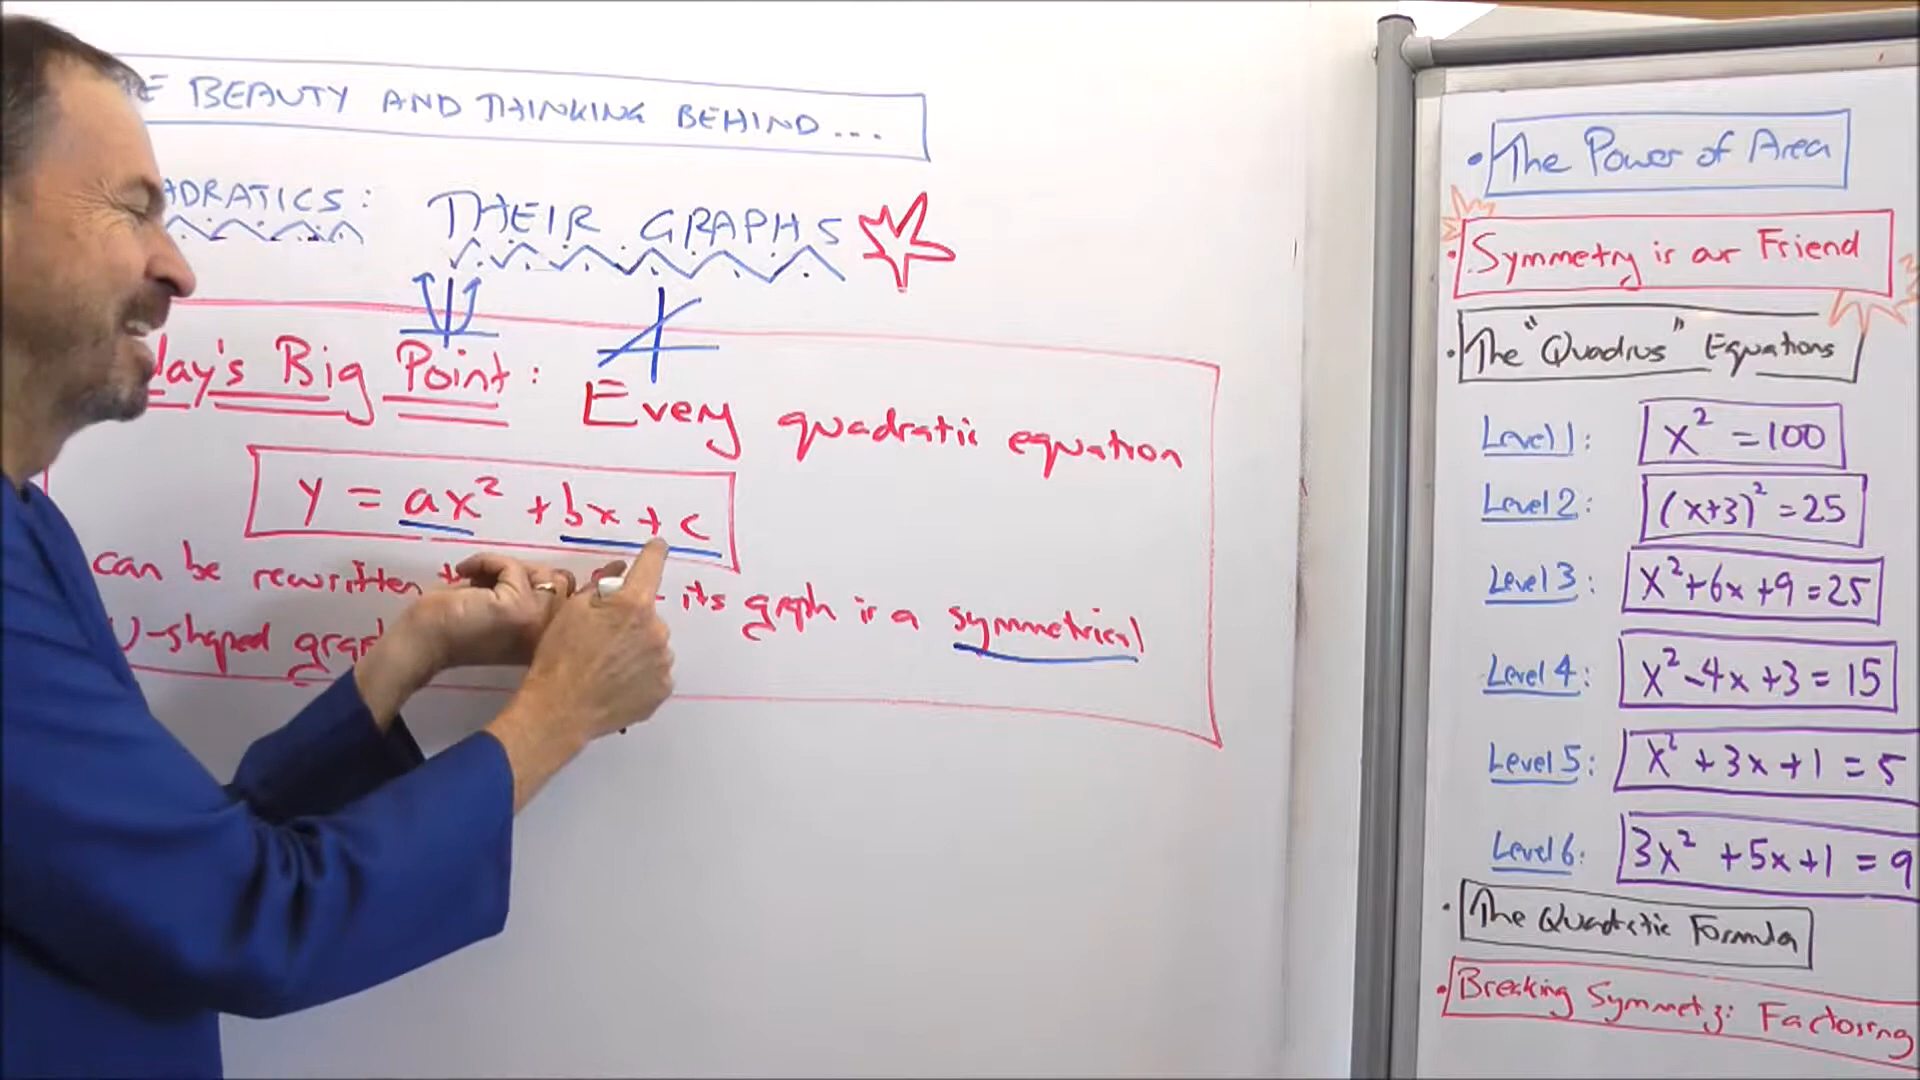 E BEAUTY AND THINKING BEHIND...
ADRATICS: THEIR GRAPHS
day's Big Point: Every quadratic equation
y = ax² + bx + c
can be rewritten its graph is a symmetrical
U-shaped
• The Power of Area
• Symmetry is our Friend
• The "Quadrus" Equations
Level 1: x² = 100
Level 2: (x+3)² = 25
Level 3: x²+6x+9=25
Level 4: x²-4x+3=15
Level 5: x²+3x+1=5
Level 6: 3x²+5x+1=9
• The Quadratic Formula
• Breaking Symmetry: Factoring